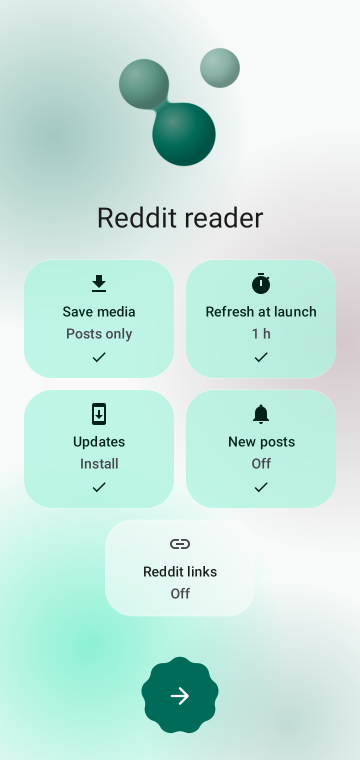 Reddit reader
Save media
Posts only
Refresh at launch
1 h
Updates
Install
New posts
Off
Reddit links
Off